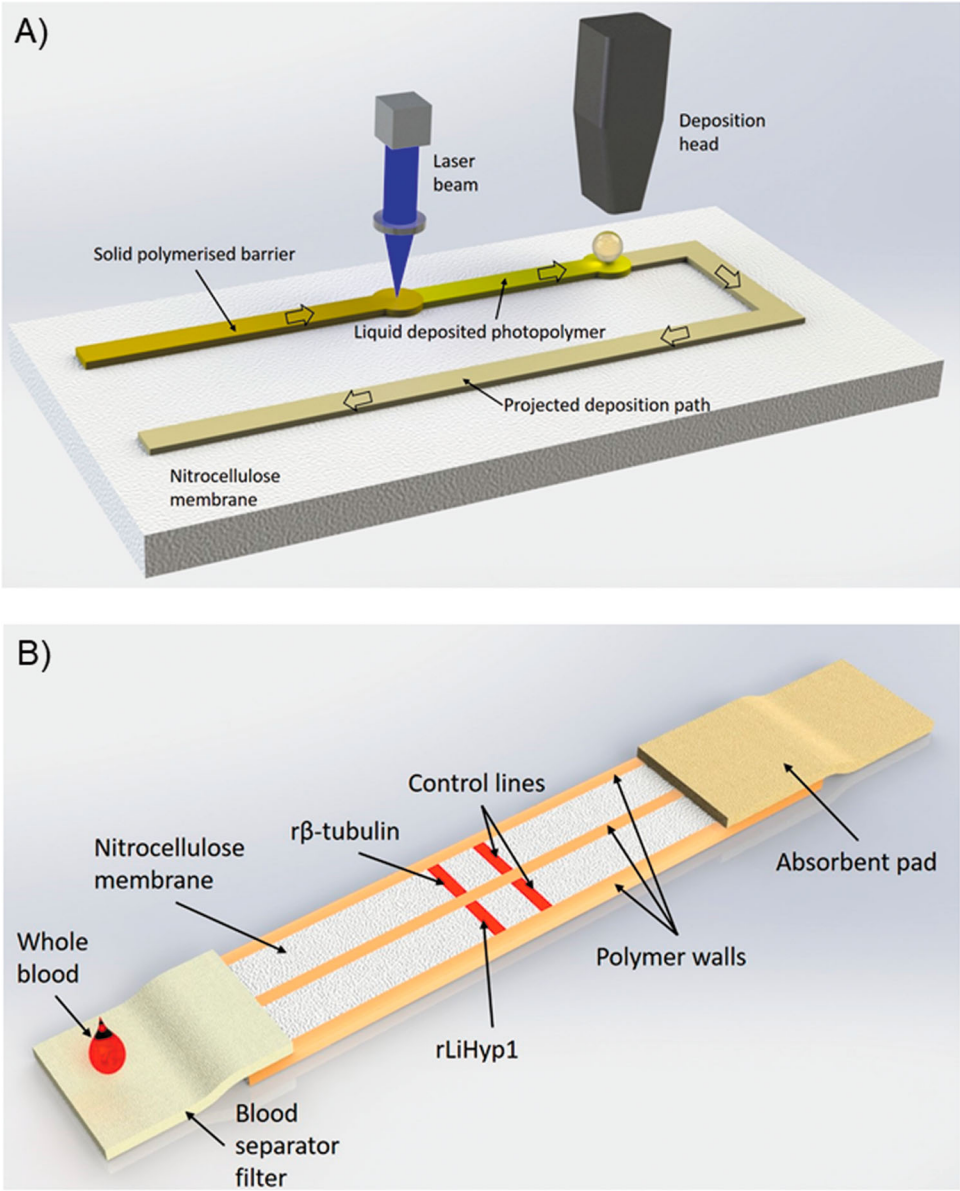 A)
Deposition
head
Laser
beam
Solid polymerised barrier
Liquid deposited photopolymer
Projected deposition path
Nitrocellulose
membrane
B)
Control lines
rβ-tubulin
Nitrocellulose
membrane
Absorbent pad
Whole
blood
Polymer walls
rLiHyp1
Blood
separator
filter